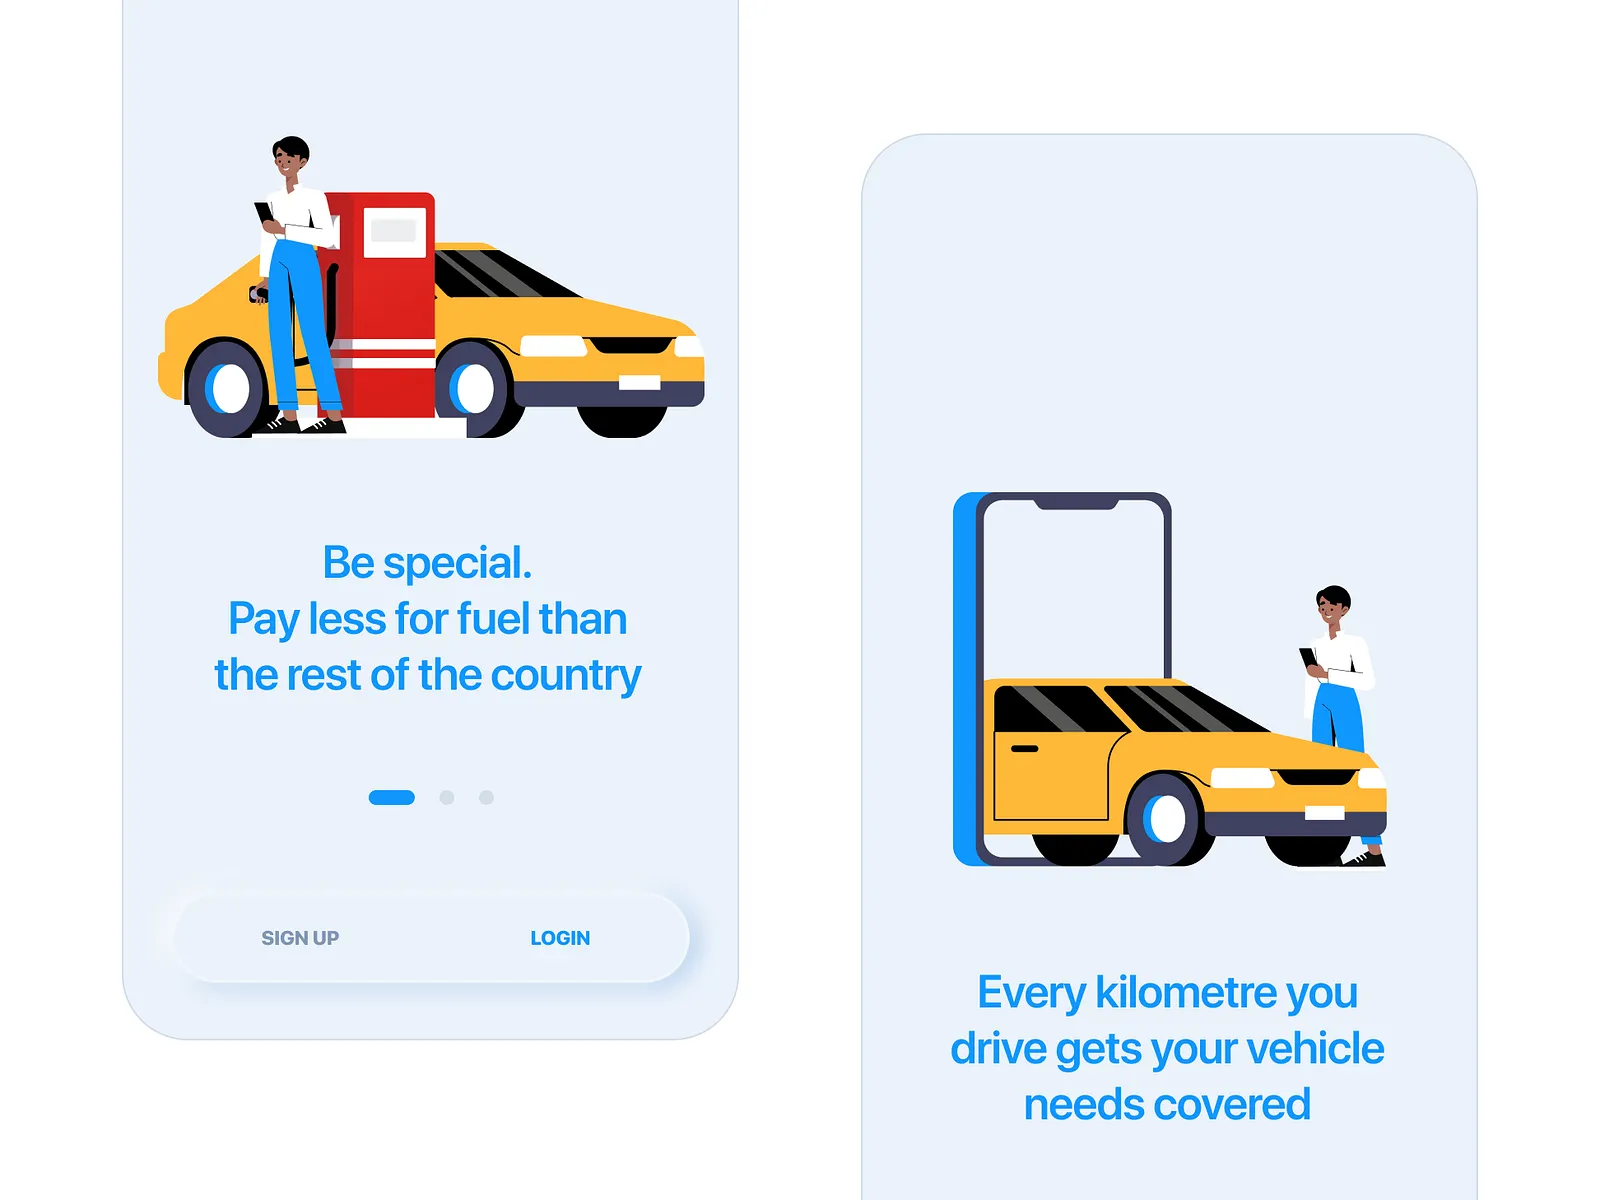 Be special.
Pay less for fuel than
the rest of the country
SIGN UP
LOGIN
Every kilometre you
drive gets your vehicle
needs covered